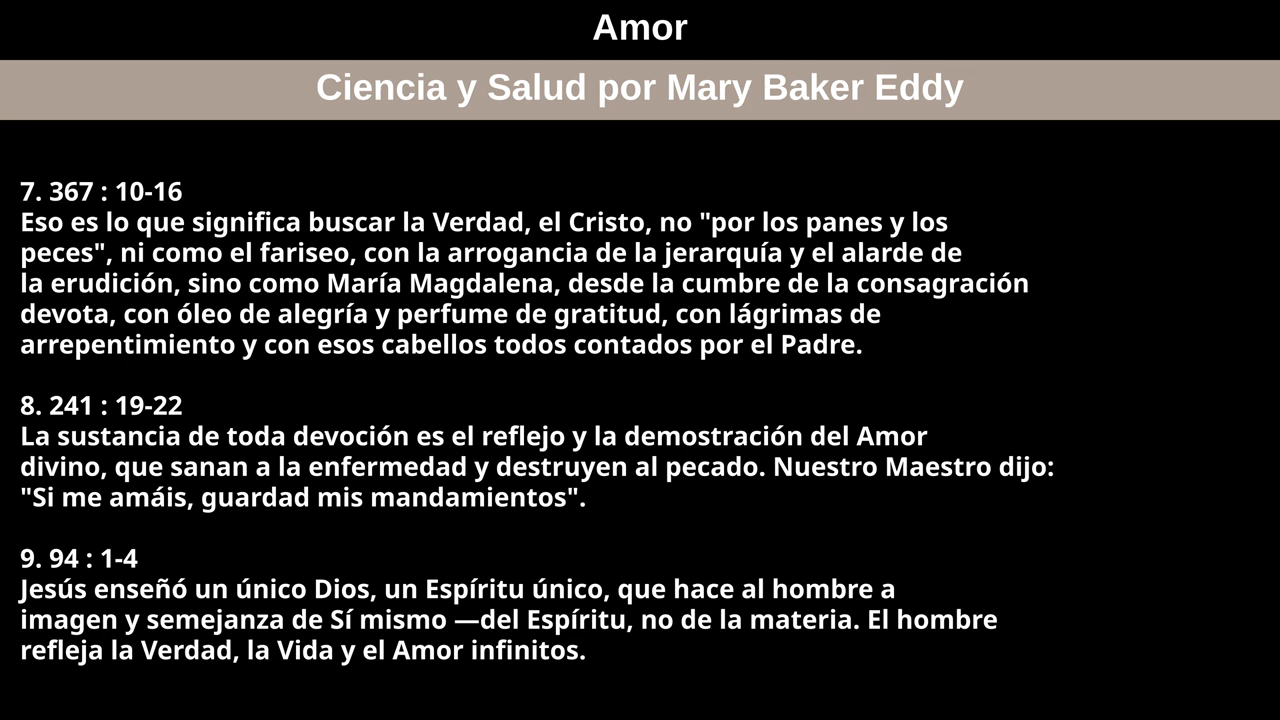 Amor
Ciencia y Salud por Mary Baker Eddy
7. 367 : 10-16
Eso es lo que significa buscar la Verdad, el Cristo, no "por los panes y los
peces", ni como el fariseo, con la arrogancia de la jerarquía y el alarde de
la erudición, sino como María Magdalena, desde la cumbre de la consagración
devota, con óleo de alegría y perfume de gratitud, con lágrimas de
arrepentimiento y con esos cabellos todos contados por el Padre.
8. 241 : 19-22
La sustancia de toda devoción es el reflejo y la demostración del Amor
divino, que sanan a la enfermedad y destruyen al pecado. Nuestro Maestro dijo:
"Si me amáis, guardad mis mandamientos".
9. 94 : 1-4
Jesús enseñó un único Dios, un Espíritu único, que hace al hombre a
imagen y semejanza de Sí mismo —del Espíritu, no de la materia. El hombre
refleja la Verdad, la Vida y el Amor infinitos.